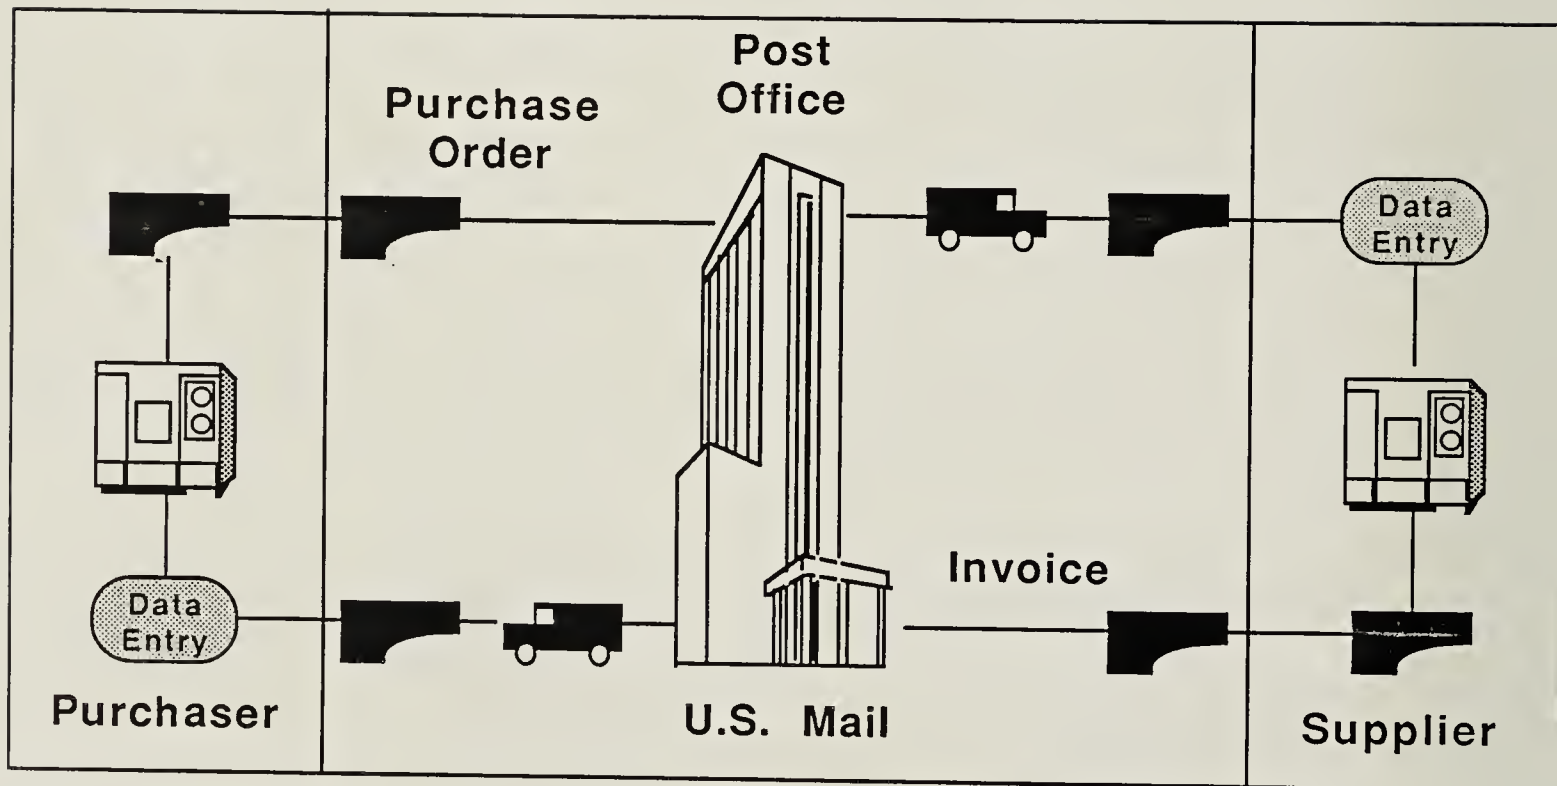 Post
Office
Purchase
Order
Data
Entry
Invoice
Data
Entry
Purchaser
U.S. Mail
Supplier